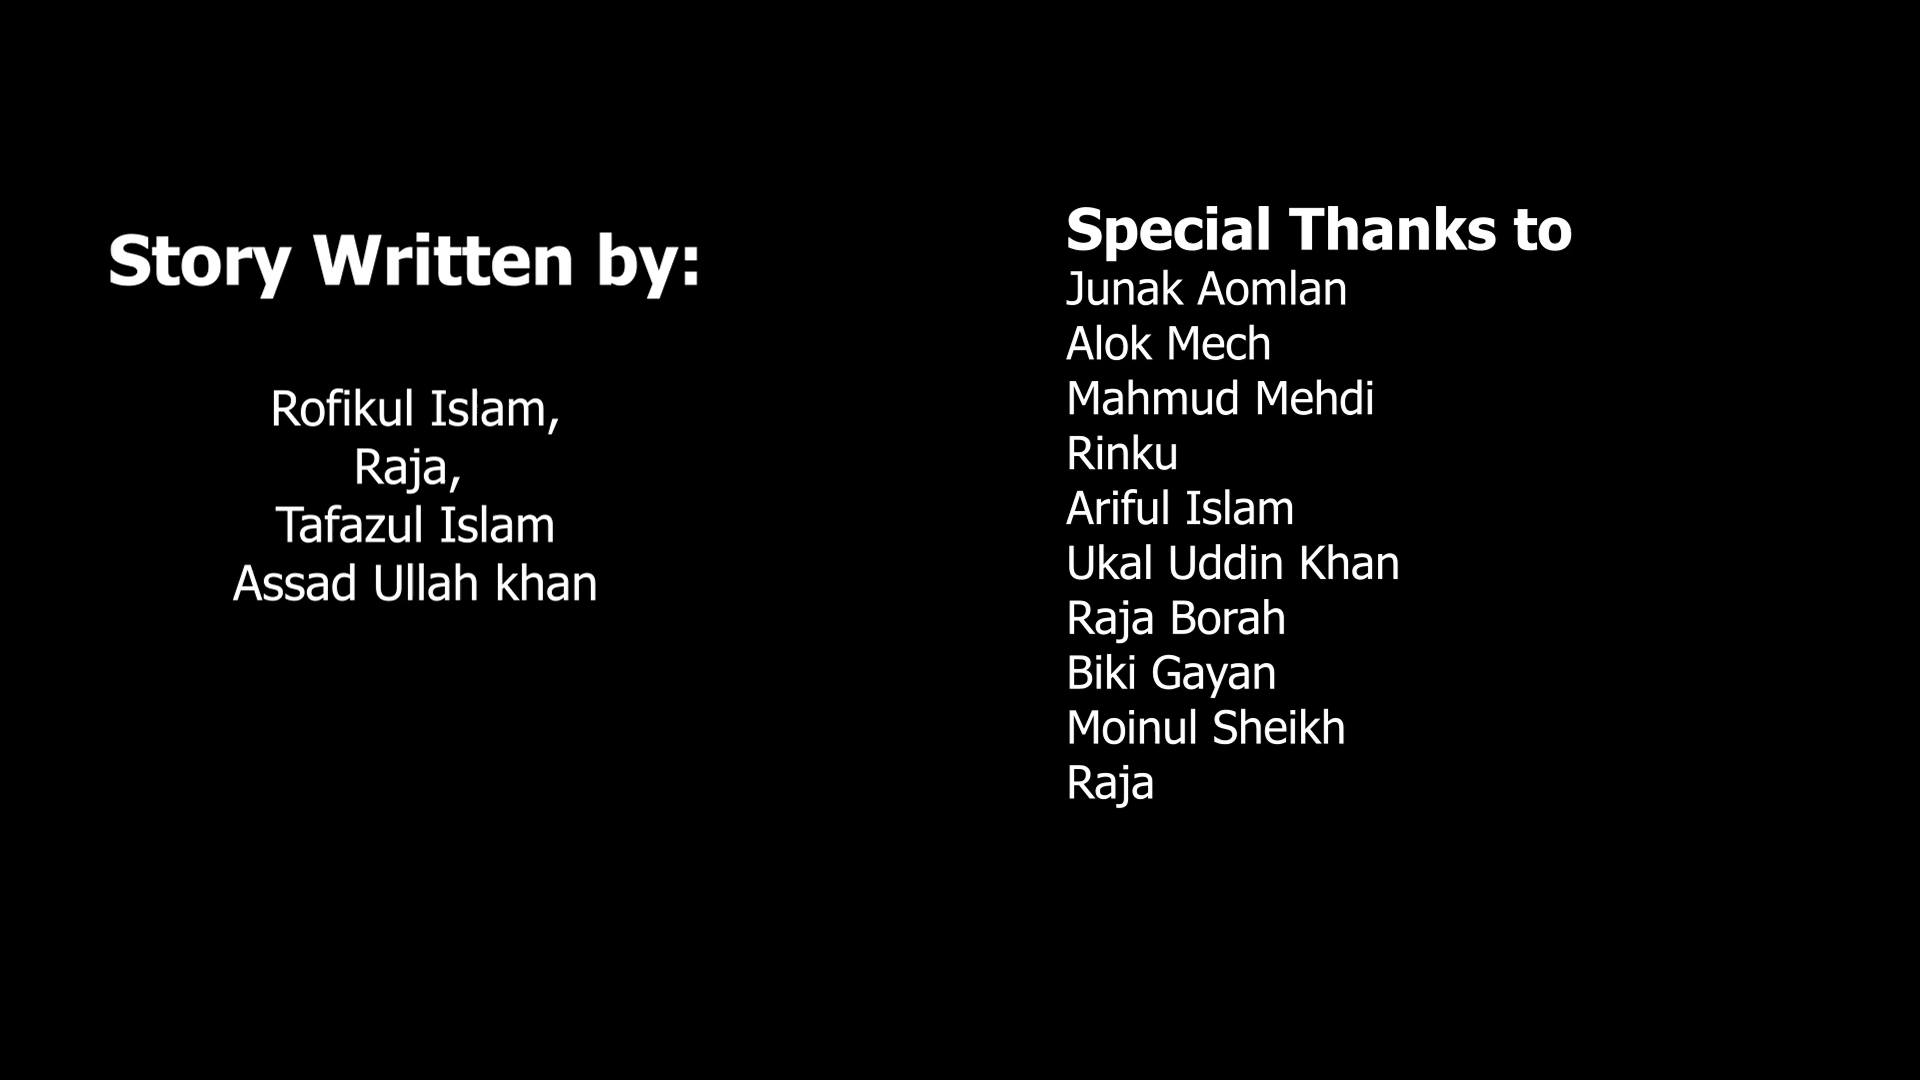 Story Written by:
Rofikul Islam,
Raja,
Tafazul Islam
Assad Ullah khan
Special Thanks to
Junak Aomlan
Alok Mech
Mahmud Mehdi
Rinku
Ariful Islam
Ukal Uddin Khan
Raja Borah
Biki Gayan
Moinul Sheikh
Raja